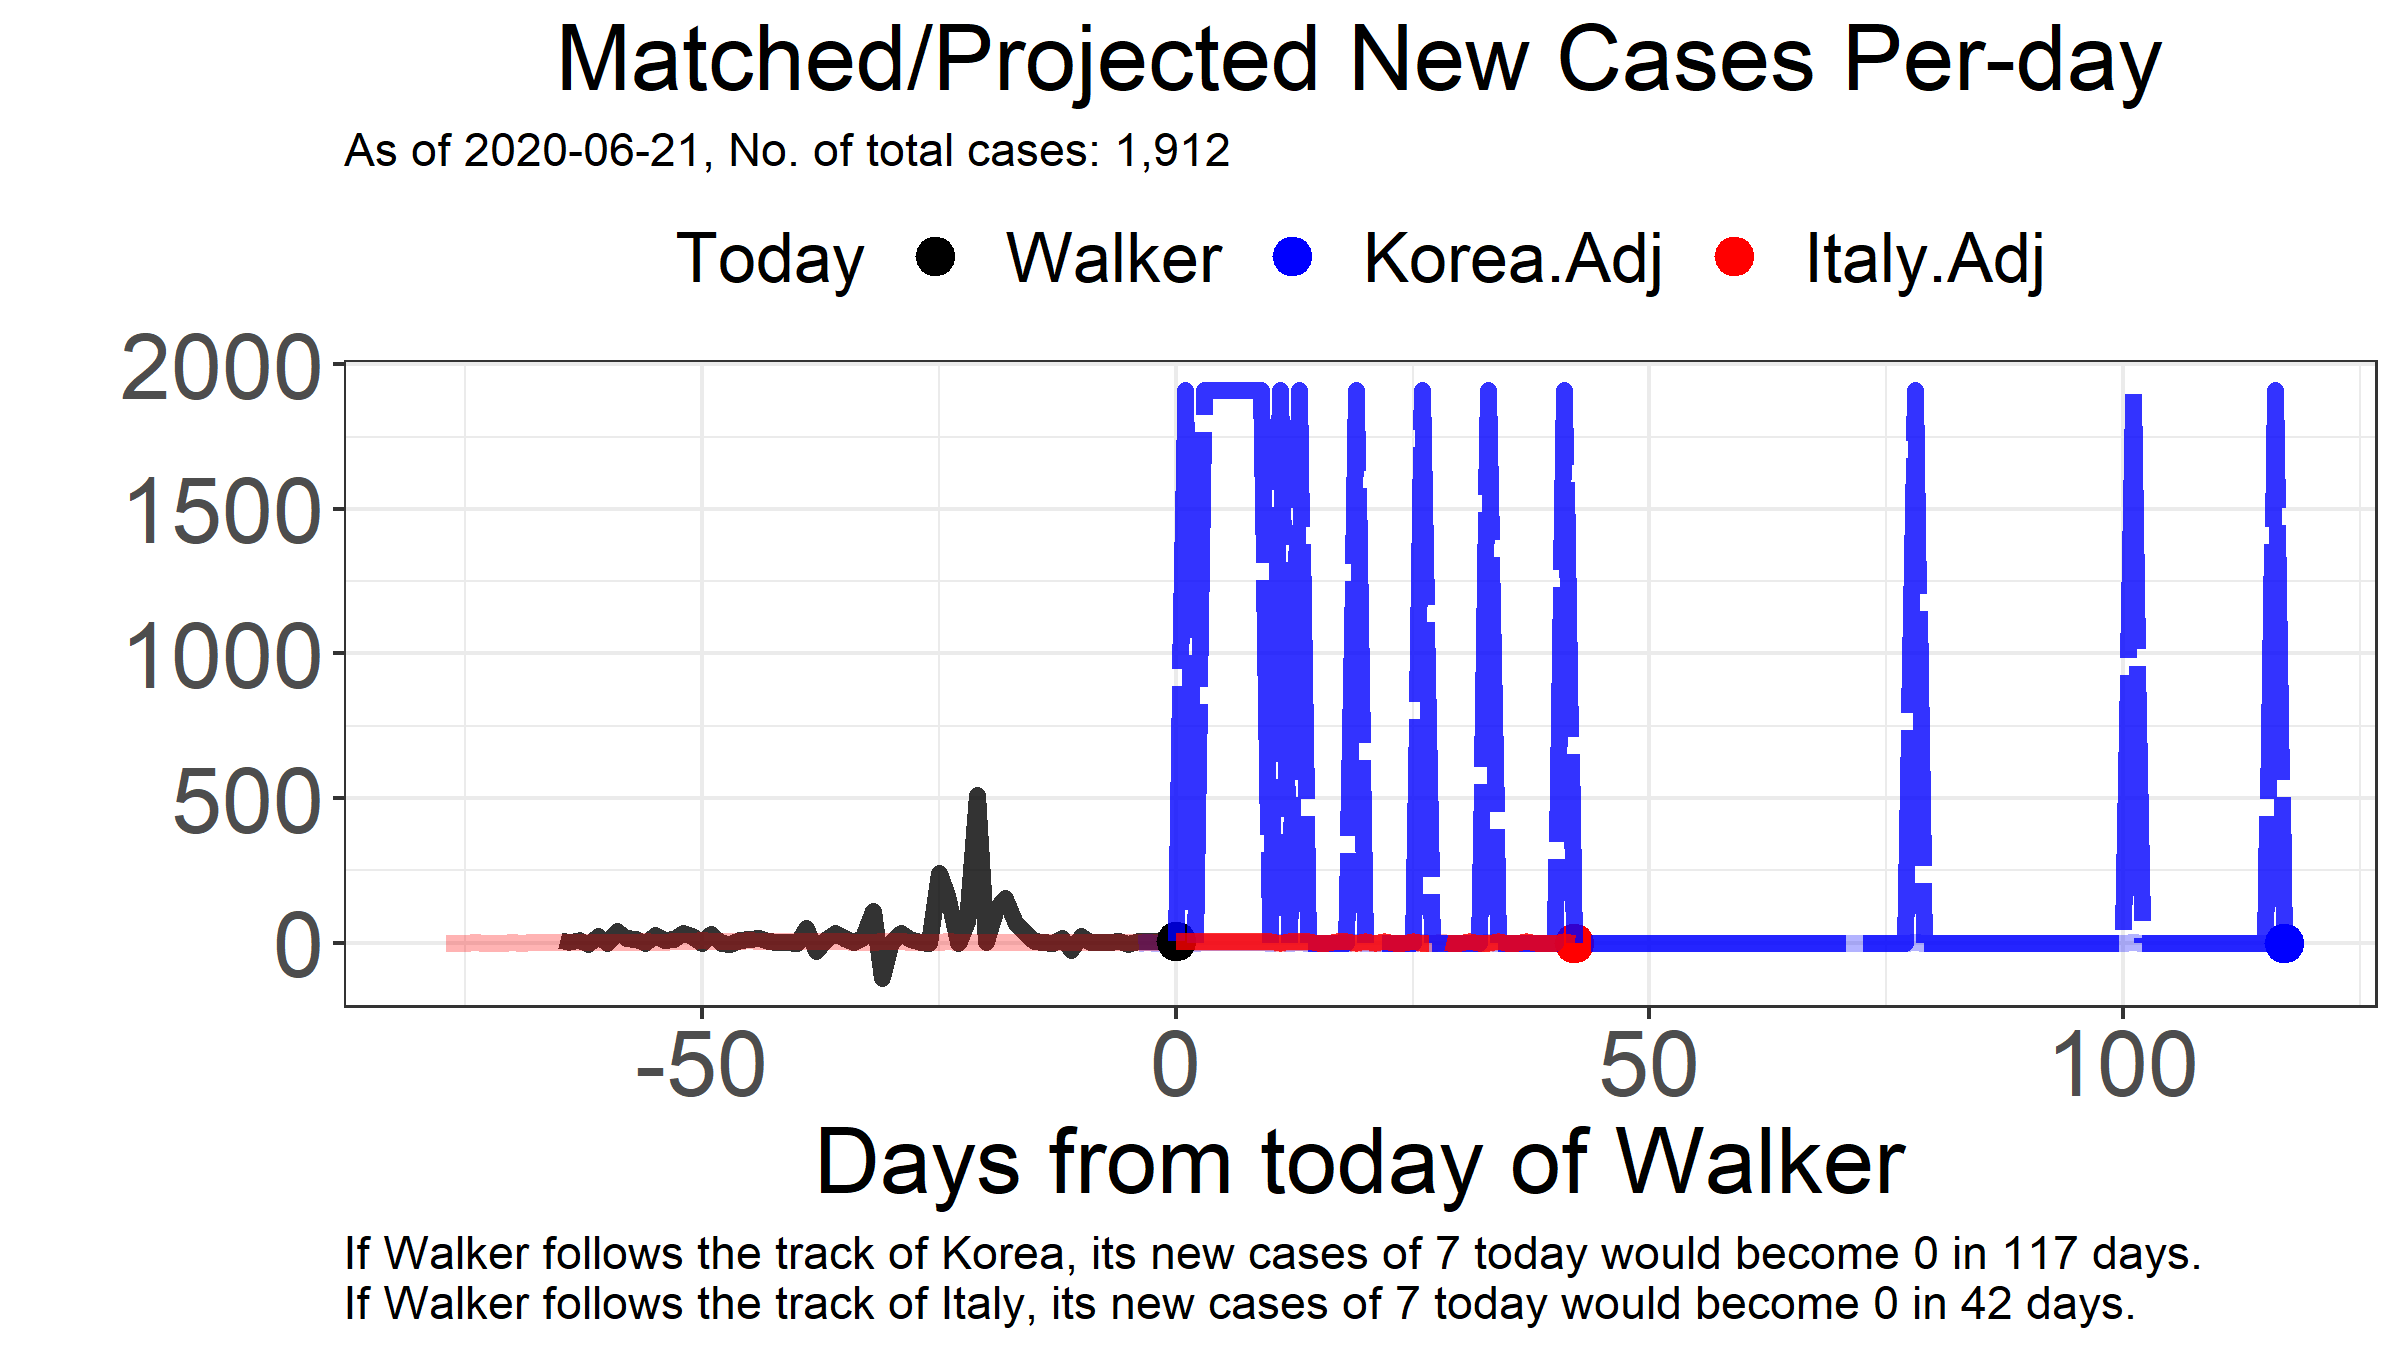 Matched/Projected New Cases Per-day
As of 2020-06-21, No. of total cases: 1,912
Today Walker Korea.Adj Italy.Adj
2000
1500
1000
500
0
-50 0 50 100
Days from today of Walker
If Walker follows the track of Korea, its new cases of 7 today would become 0 in 117 days.
If Walker follows the track of Italy, its new cases of 7 today would become 0 in 42 days.